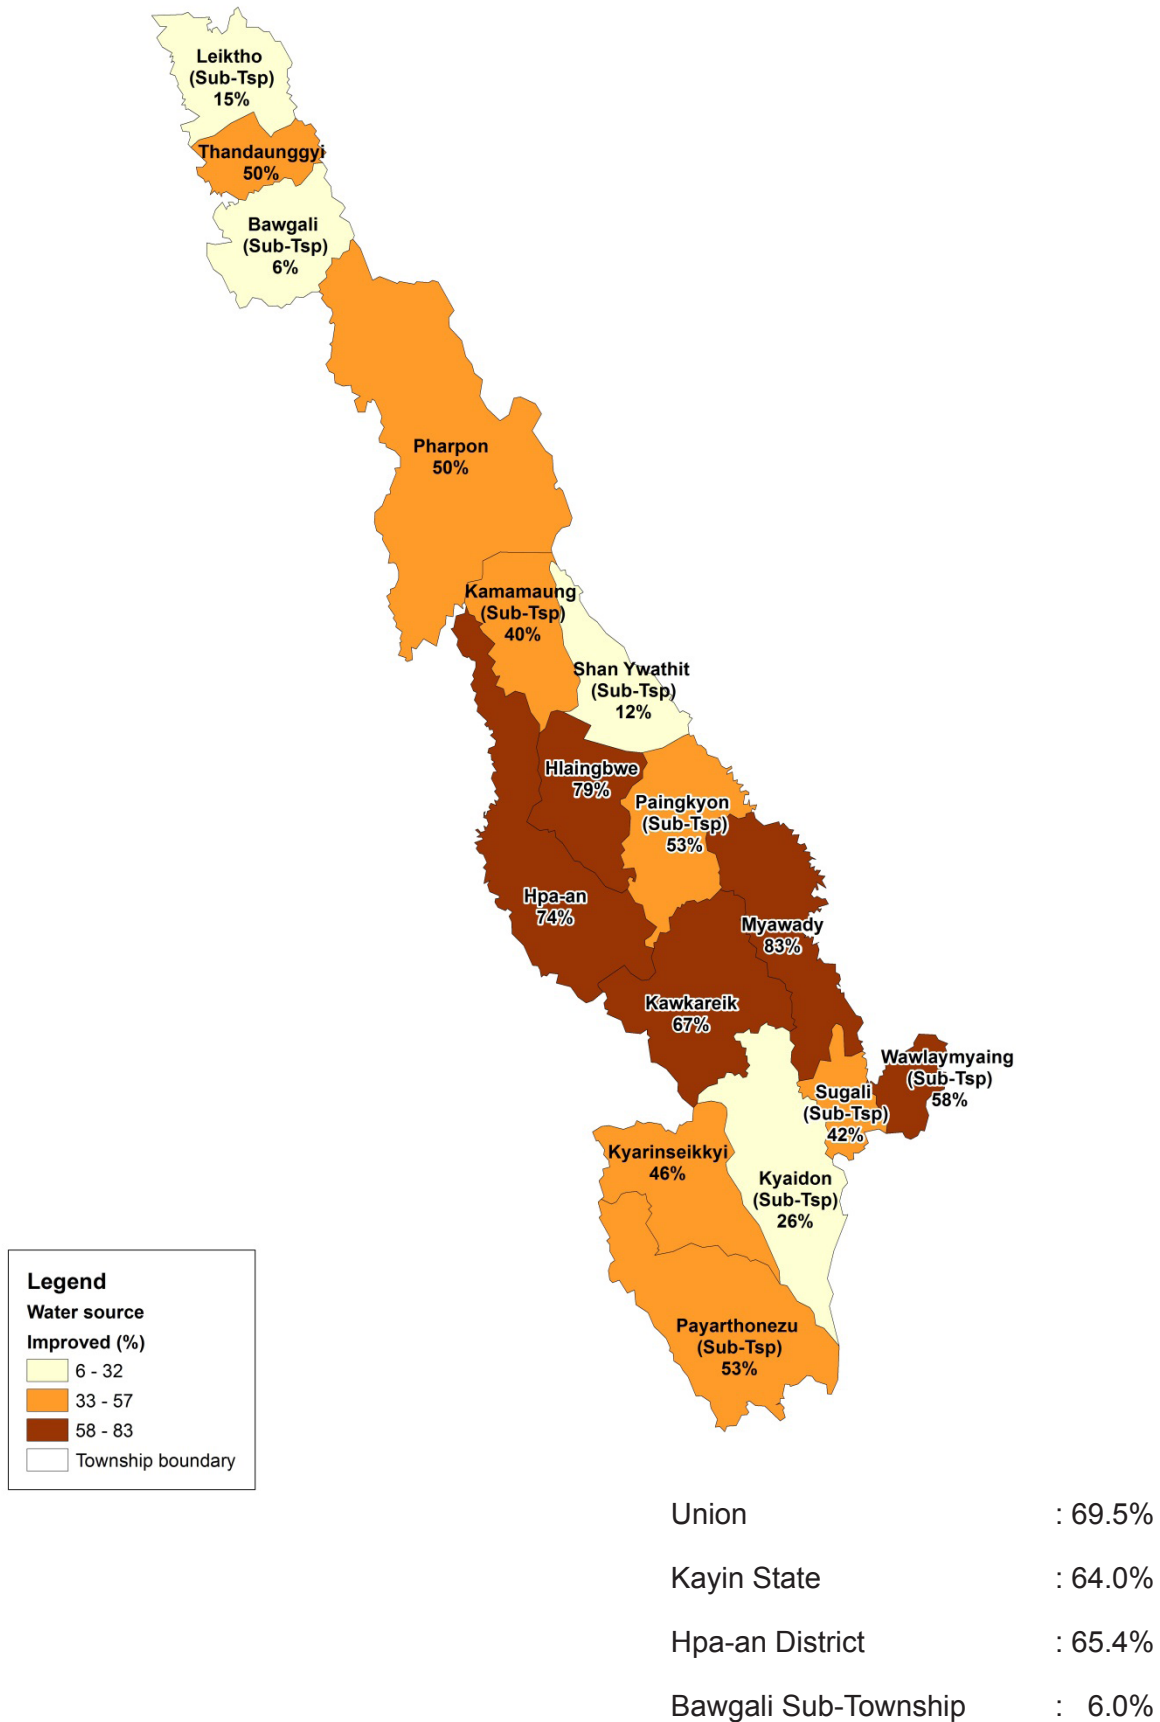 Leiktho
(Sub-Tsp)
15%
Thandaunggyi
50%
Bawgali
(Sub-Tsp)
6%
Pharpon
50%
Kamamaung
(Sub-Tsp)
40%
Shan Ywathit
(Sub-Tsp)
12%
Hlaingbwe
79%
Paingkyon
(Sub-Tsp)
53%
Hpa-an
74%
Myawady
83%
Kawkareik
67%
Wawlaymyaing
(Sub-Tsp)
58%
Sugali
(Sub-Tsp)
42%
Kyarinseikkyi
46%
Kyaidon
(Sub-Tsp)
26%
Payarthonezu
(Sub-Tsp)
53%
Legend
Water source
Improved (%)
6 - 32
33 - 57
58 - 83
Township boundary
Union : 69.5%
Kayin State : 64.0%
Hpa-an District : 65.4%
Bawgali Sub-Township : 6.0%